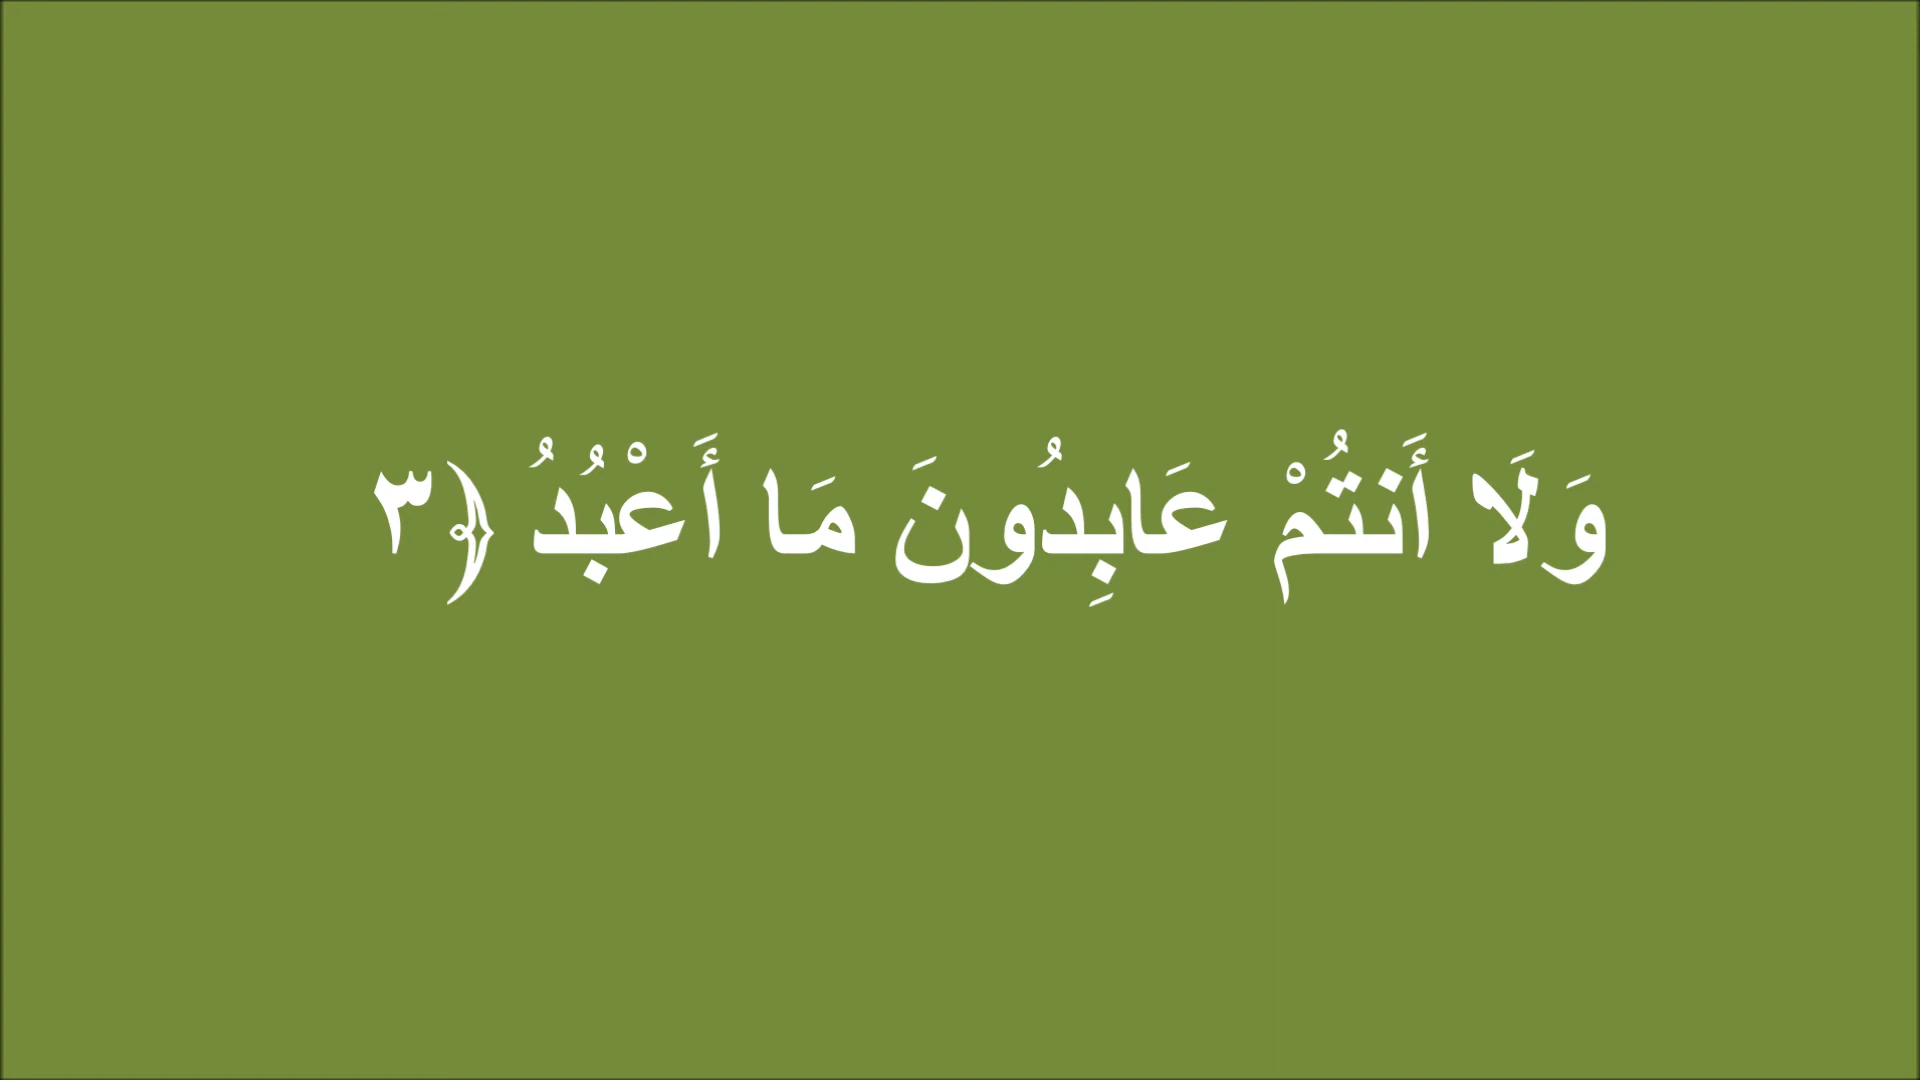 وَلَا أَنتُمْ عَابِدُونَ مَا أَعْبُدُ ﴿٣